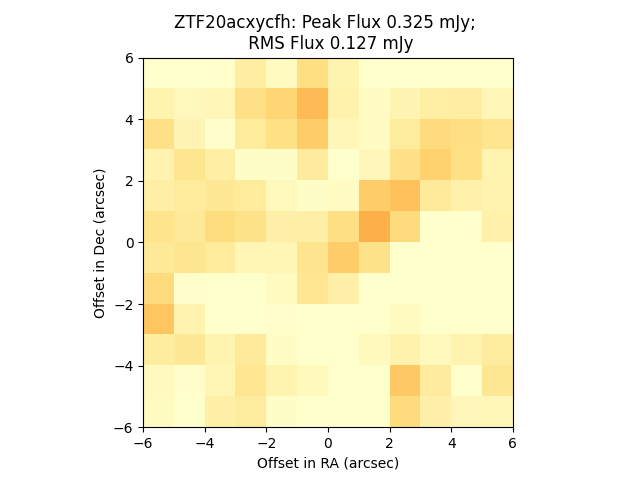 ZTF20acxycfh: Peak Flux 0.325 mJy;
RMS Flux 0.127 mJy
6
4
2
0
−2
−4
−6
Offset in Dec (arcsec)
−6 −4 −2 0 2 4 6
Offset in RA (arcsec)